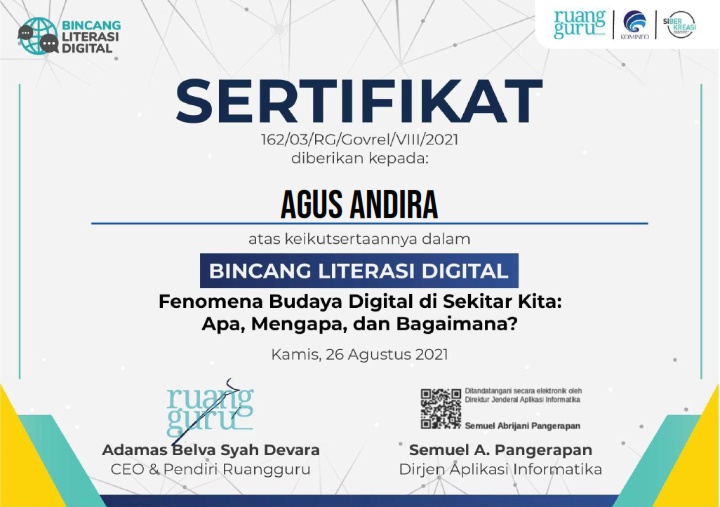 BINCANG
LITERASI
DIGITAL
ruang
guru
KOMINFO
SIBER
KREASI
SERTIFIKAT
162/03/RG/Govrel/VIII/2021
diberikan kepada:
AGUS ANDIRA
atas keikutsertaannya dalam
BINCANG LITERASI DIGITAL
Fenomena Budaya Digital di Sekitar Kita:
Apa, Mengapa, dan Bagaimana?
Kamis, 26 Agustus 2021
ruang
guru
Adamas Belva Syah Devara
CEO & Pendiri Ruangguru
Ditandatangani secara elektronik oleh
Direktur Jenderal Aplikasi Informatika
Semuel Abrijani Pangerapan
Semuel A. Pangerapan
Dirjen Aplikasi Informatika